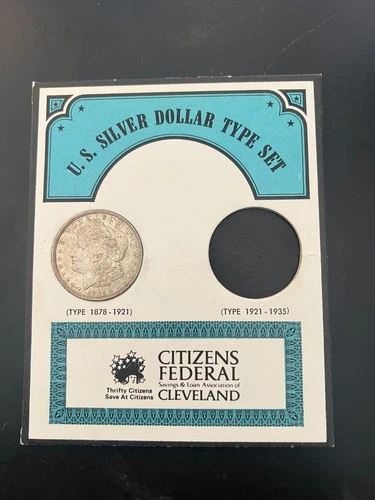 U. S. SILVER DOLLAR TYPE SET
(TYPE 1878-1921)
(TYPE 1921-1935)
Thrifty Citizens
Save At Citizens
CITIZENS
FEDERAL
Savings & Loan Association of
CLEVELAND